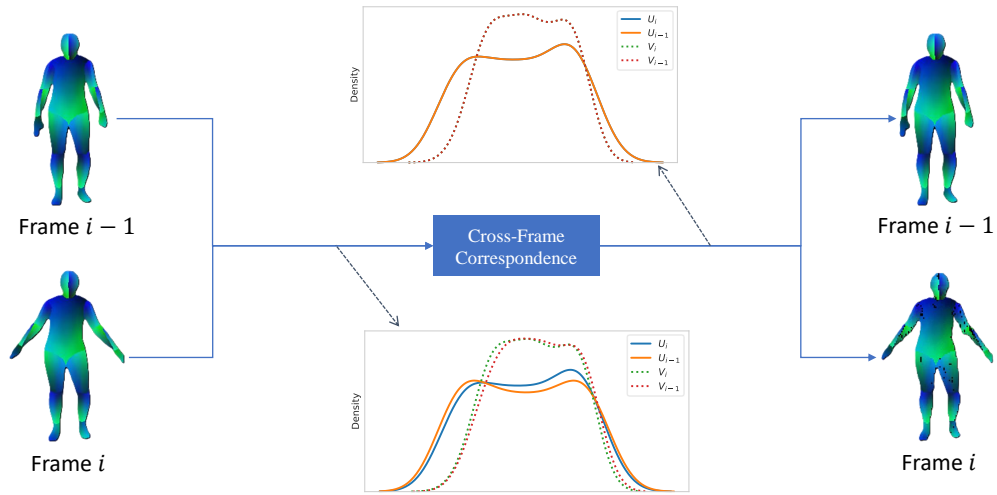 Density
U_i
U_{i-1}
V_i
V_{i-1}
Frame i − 1
Frame i − 1
Cross-Frame
Correspondence
Density
U_i
U_{i-1}
V_i
V_{i-1}
Frame i
Frame i